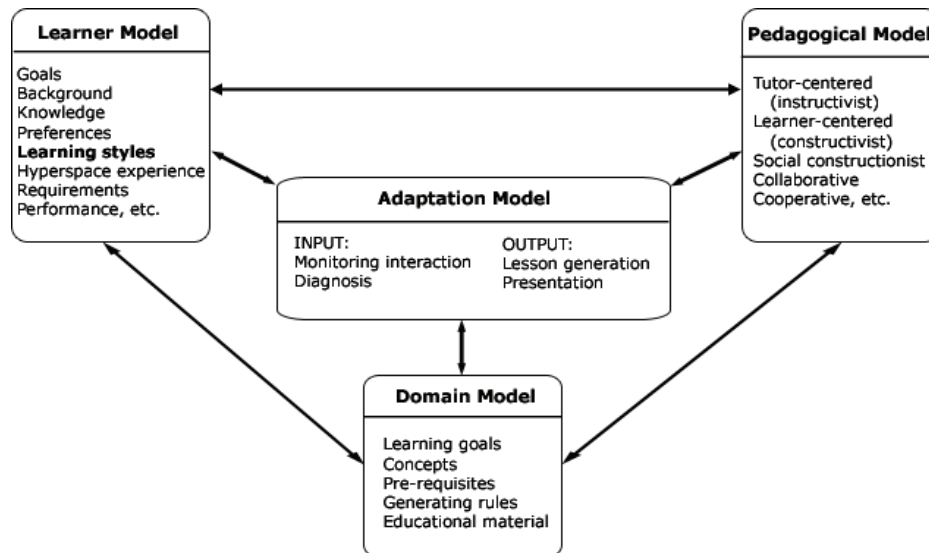 Learner Model
Goals
Background
Knowledge
Preferences
Learning styles
Hyperspace experience
Requirements
Performance, etc.
Pedagogical Model
Tutor-centered
(instructivist)
Learner-centered
(constructivist)
Social constructionist
Collaborative
Cooperative, etc.
Adaptation Model
INPUT:
Monitoring interaction
Diagnosis
OUTPUT:
Lesson generation
Presentation
Domain Model
Learning goals
Concepts
Pre-requisites
Generating rules
Educational material